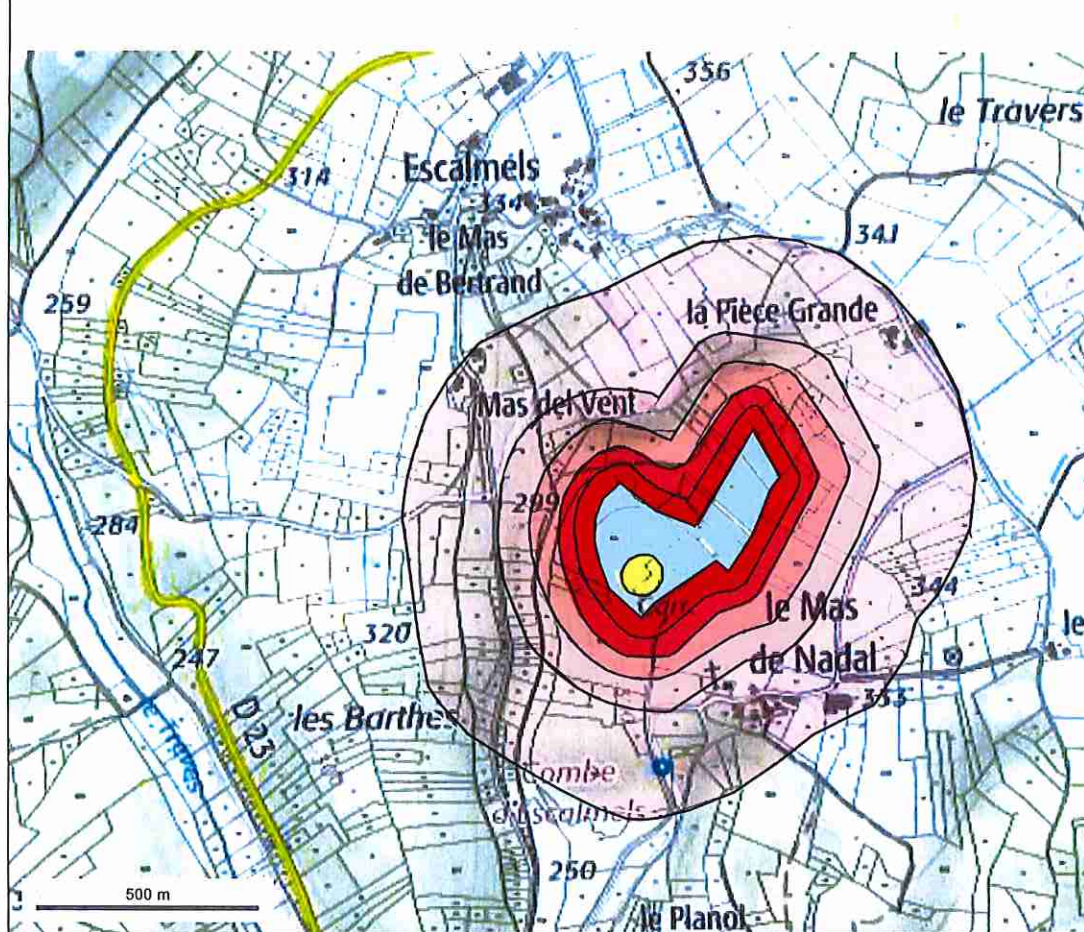 356
le Travers
Escalmels
314
334
le Mas
de Bertrand
341
259
la Pièce Grande
Mas del Vent
299
284
344
le Mas
de Nadal
le
320
247
353
D 23
les Barthes
Combe
d'Escalmels
250
500 m
le Planol